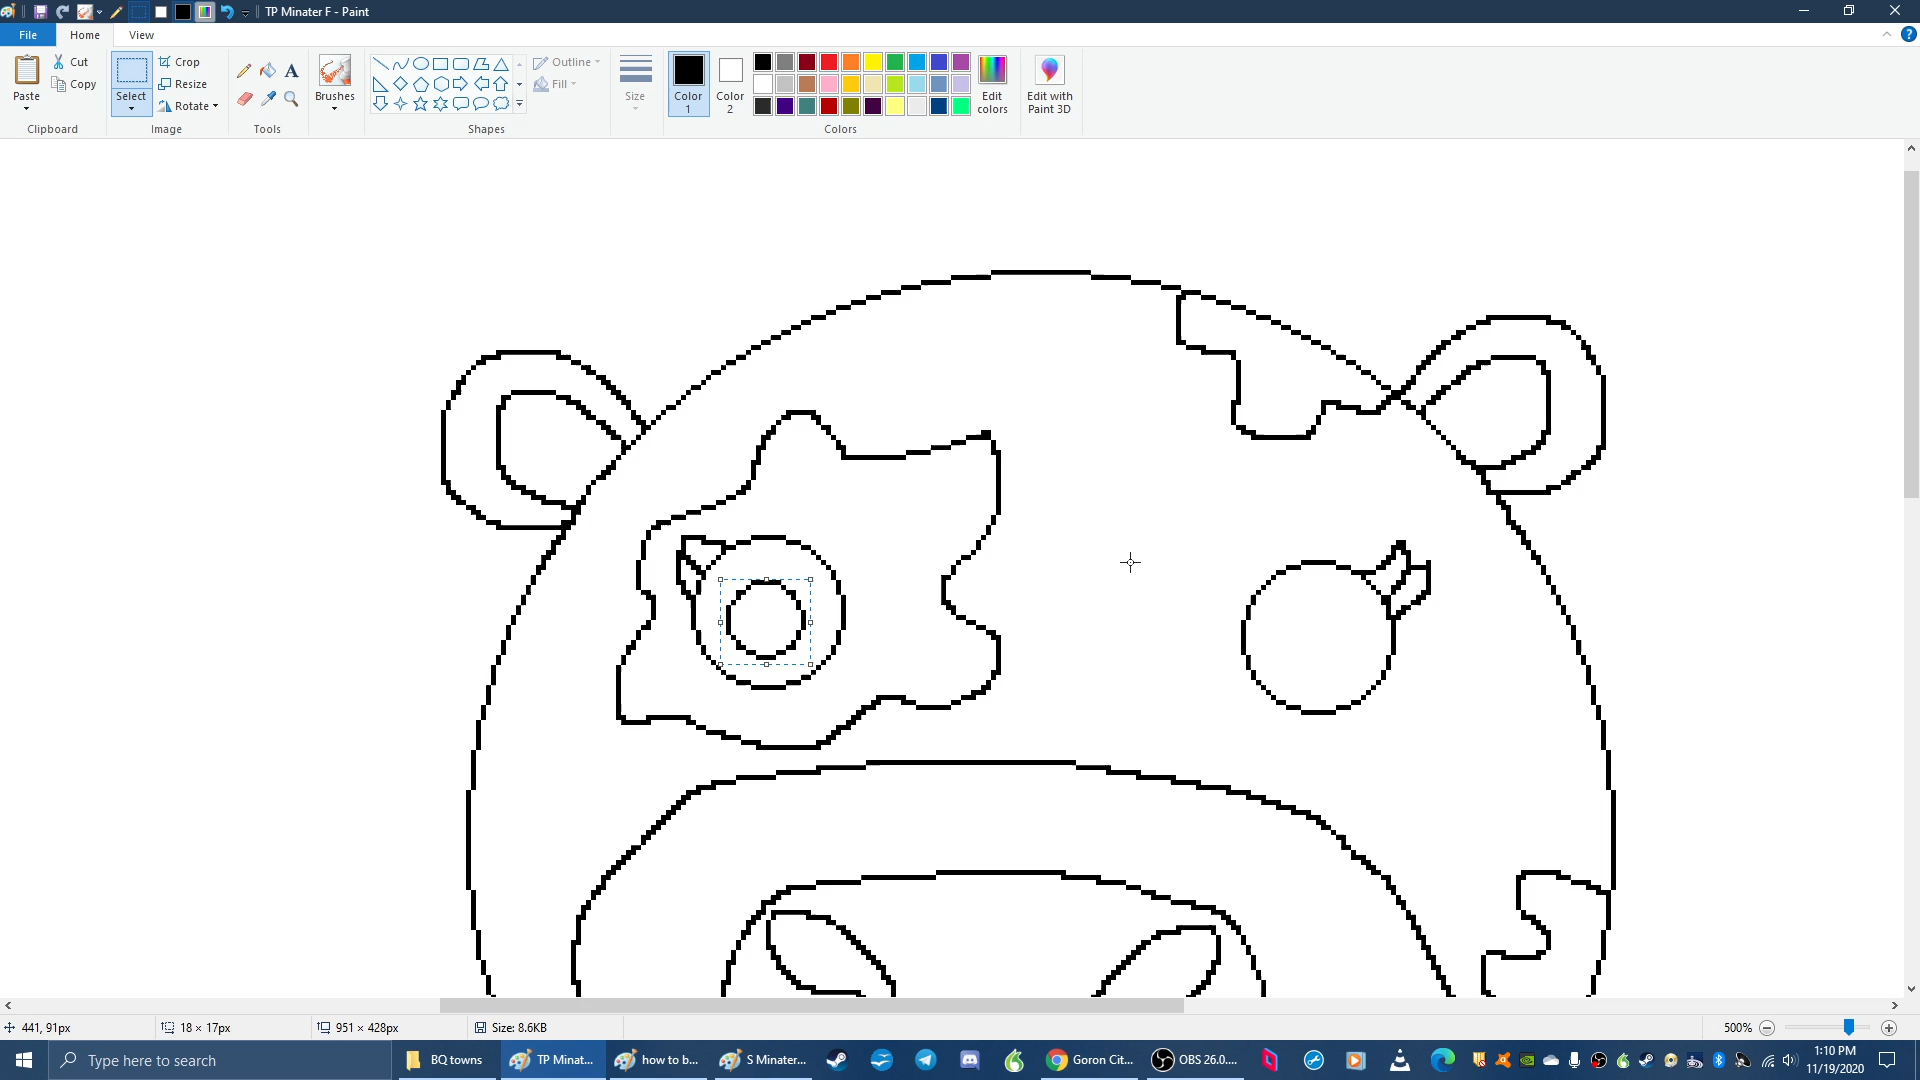 TP Minater F - Paint
File
Home
View
Paste
Cut
Copy
Clipboard
Select
Crop
Resize
Rotate
Image
Tools
Brushes
Shapes
Outline
Fill
Size
Color 1
Color 2
Colors
Edit colors
Edit with Paint 3D
441, 91px
18 × 17px
951 × 428px
Size: 8.6KB
500%
Type here to search
BQ towns
TP Minat...
how to b...
S Minater...
Goron Cit...
OBS 26.0....
1:10 PM
11/19/2020